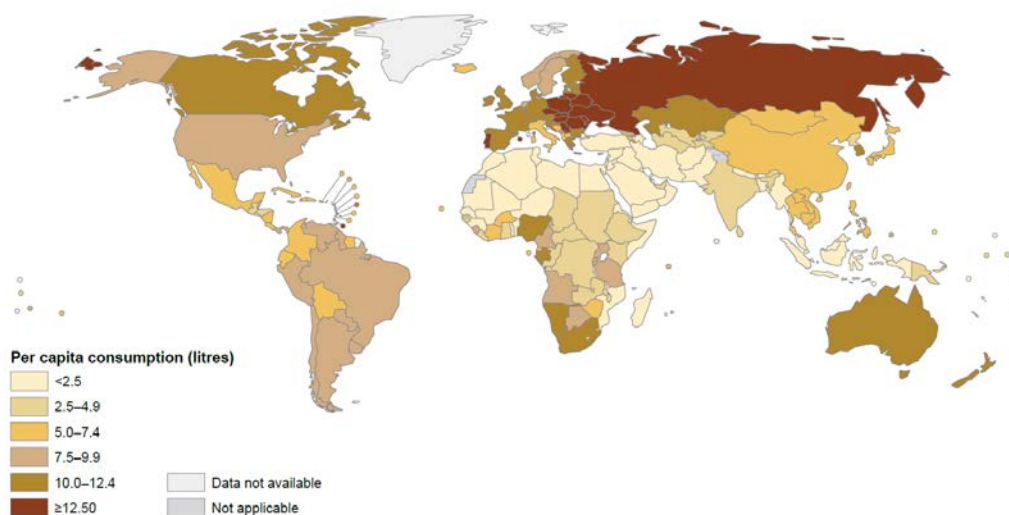 Per capita consumption (litres)
<2.5
2.5–4.9
5.0–7.4
7.5–9.9
10.0–12.4
≥12.50
Data not available
Not applicable